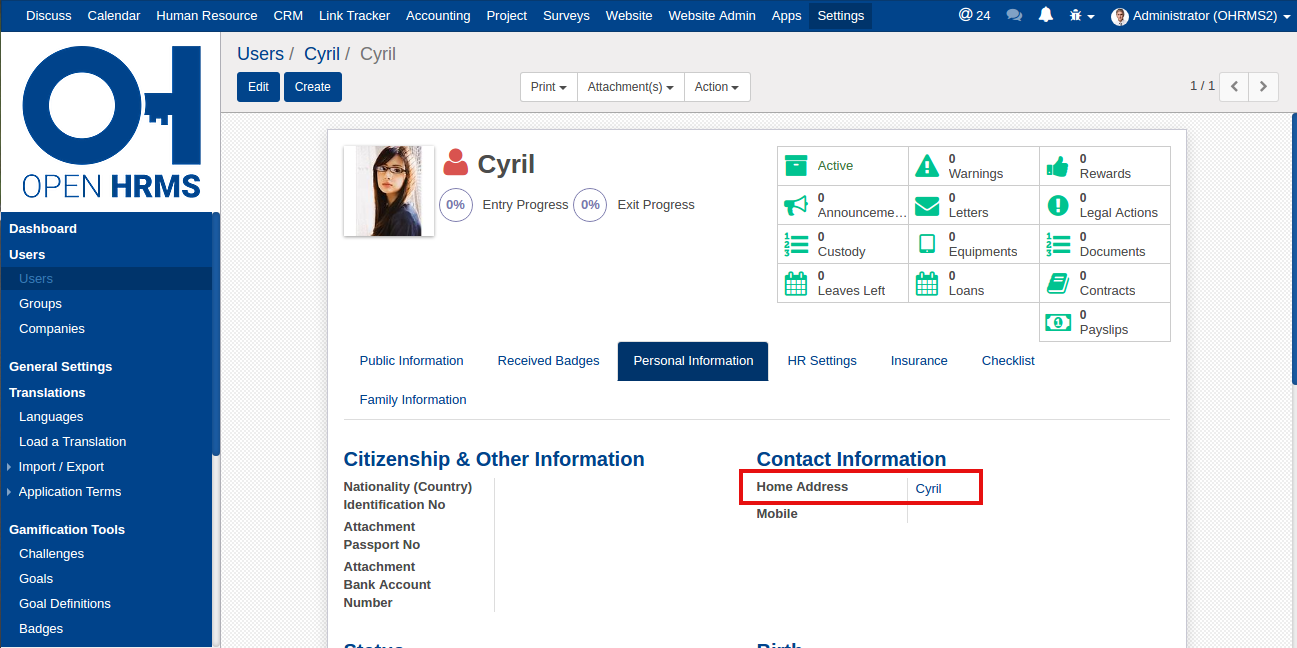 Discuss Calendar Human Resource CRM Link Tracker Accounting Project Surveys Website Website Admin Apps Settings @ 24 Administrator (OHRMS2)
OPEN HRMS
Users / Cyril / Cyril
Edit Create Print Attachment(s) Action 1 / 1
Dashboard
Users
Users
Groups
Companies
General Settings
Translations
Languages
Load a Translation
Import / Export
Application Terms
Gamification Tools
Challenges
Goals
Goal Definitions
Badges
Cyril
0% Entry Progress 0% Exit Progress
Active
0 Warnings
0 Rewards
0 Announceme...
0 Letters
0 Legal Actions
0 Custody
0 Equipments
0 Documents
0 Leaves Left
0 Loans
0 Contracts
0 Payslips
Public Information Received Badges Personal Information HR Settings Insurance Checklist
Family Information
Citizenship & Other Information
Nationality (Country)
Identification No
Attachment
Passport No
Attachment
Bank Account
Number
Contact Information
Home Address Cyril
Mobile
Status
Birth